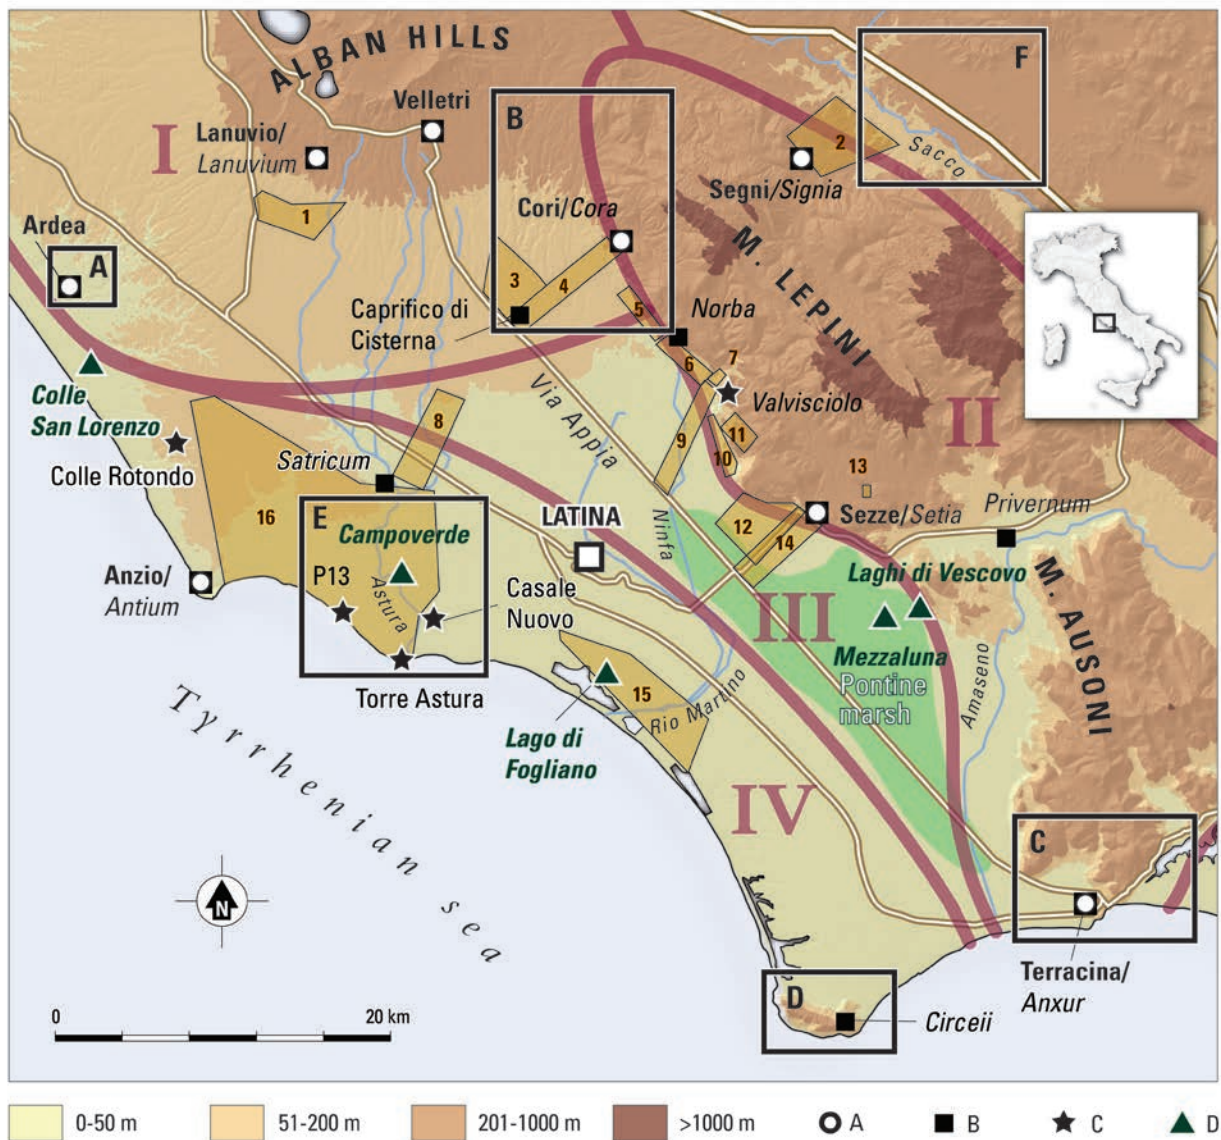 ALBAN HILLS
F
B
Velletri
I
Lanuvio/
Lanuvium
2
Sacco
Segni/Signia
1
Cori/Cora
Ardea
A
M. LEPINI
3
4
Caprifico di
Cisterna
5
Norba
6
7
Valvisciolo
Colle
San Lorenzo
Via Appia
II
8
9
11
10
Colle Rotondo
Satricum
13
Privernum
16
E
Campoverde
LATINA
Ninfa
12
14
Sezze/Setia
Anzio/
Antium
P13
Astura
Casale
Nuovo
Laghi di Vescovo
M. AUSONI
III
Mezzaluna
Pontine
marsh
Amaseno
Torre Astura
15
Rio Martino
Lago di
Fogliano
Tyrrhenian sea
IV
C
N
Terracina/
Anxur
D
Circeii
0
20 km
0-50 m
51-200 m
201-1000 m
>1000 m
A
B
C
D